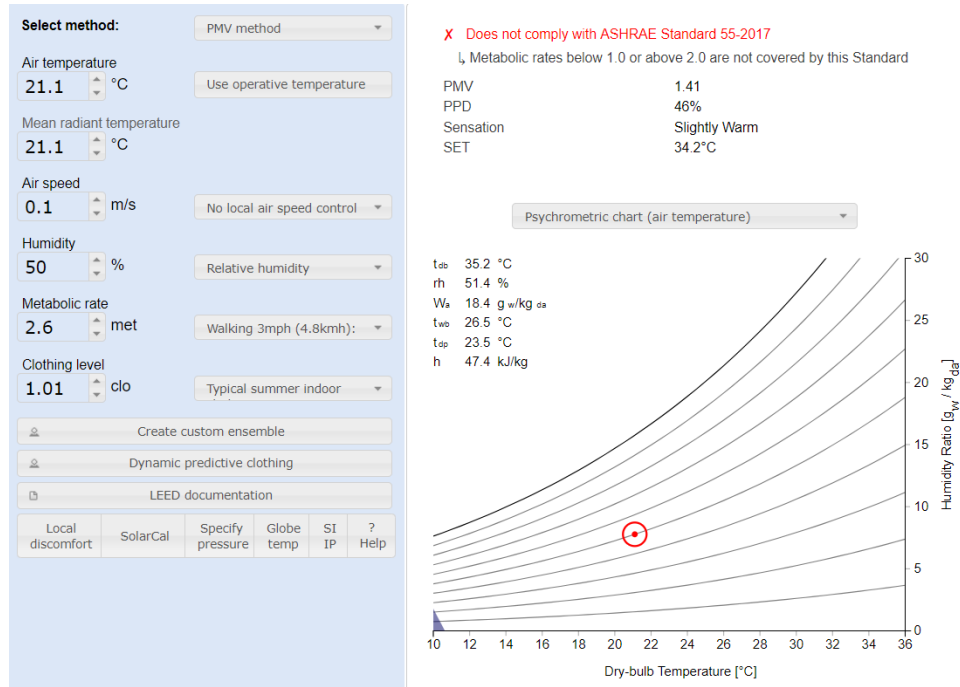 Select method:
PMV method
Air temperature
21.1 °C
Use operative temperature
Mean radiant temperature
21.1 °C
Air speed
0.1 m/s
No local air speed control
Humidity
50 %
Relative humidity
Metabolic rate
2.6 met
Walking 3mph (4.8kmh):
Clothing level
1.01 clo
Typical summer indoor
Create custom ensemble
Dynamic predictive clothing
LEED documentation
Local discomfort
SolarCal
Specify pressure
Globe temp
SI IP
? Help
✗ Does not comply with ASHRAE Standard 55-2017
↳ Metabolic rates below 1.0 or above 2.0 are not covered by this Standard
PMV 1.41
PPD 46%
Sensation Slightly Warm
SET 34.2°C
Psychrometric chart (air temperature)
tdb 35.2 °C
rh 51.4 %
Wa 18.4 g w/kg da
twb 26.5 °C
tdp 23.5 °C
h 47.4 kJ/kg
30
25
20
15
10
5
0
Humidity Ratio [gw / kgda]
10 12 14 16 18 20 22 24 26 28 30 32 34 36
Dry-bulb Temperature [°C]